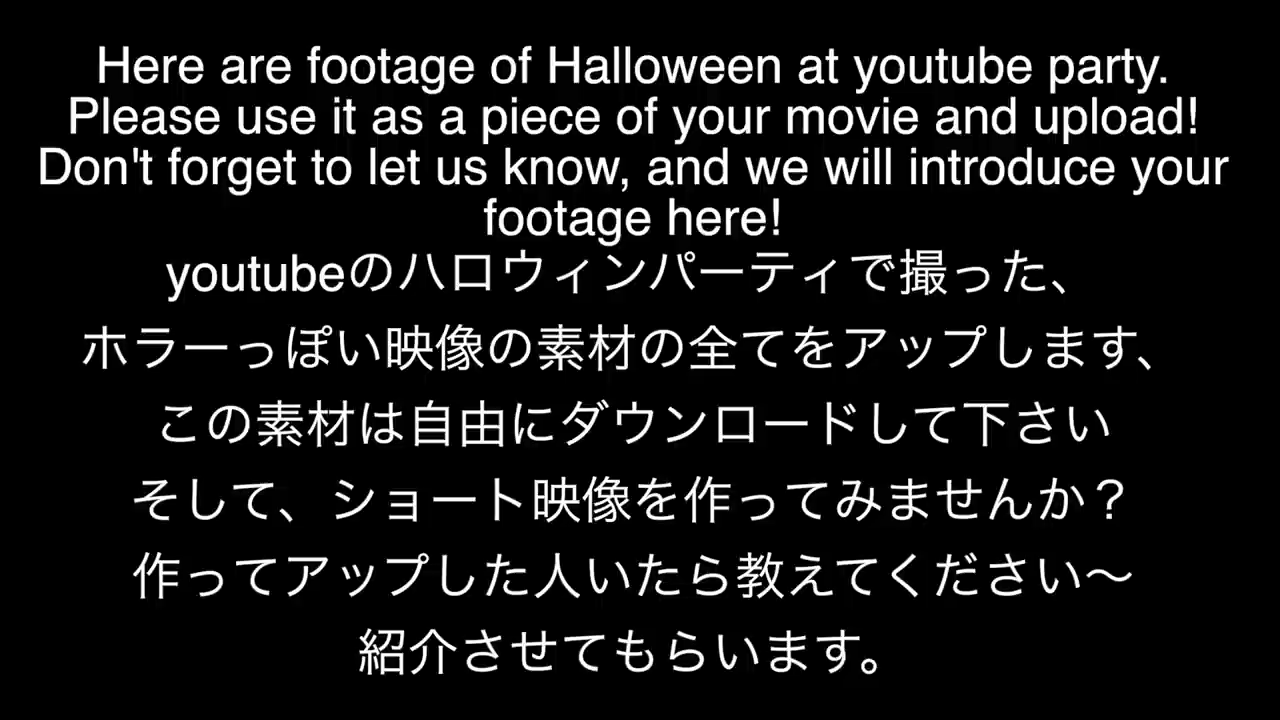 Here are footage of Halloween at youtube party.
Please use it as a piece of your movie and upload!
Don't forget to let us know, and we will introduce your
footage here!
youtubeのハロウィンパーティで撮った、
ホラーっぽい映像の素材の全てをアップします、
この素材は自由にダウンロードして下さい
そして、ショート映像を作ってみませんか？
作ってアップした人いたら教えてください〜
紹介させてもらいます。